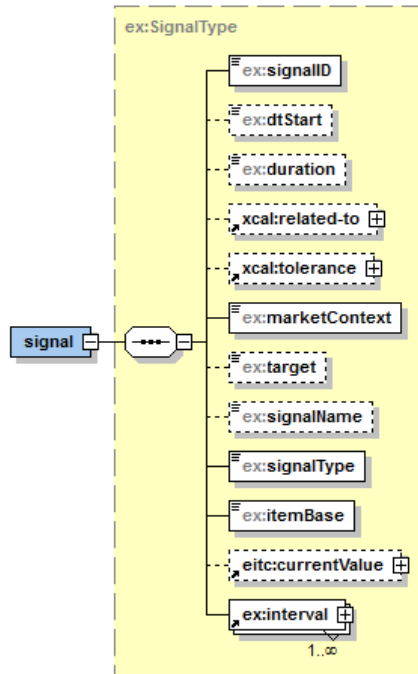 ex:SignalType
ex:signalID
ex:dtStart
ex:duration
xcal:related-to
xcal:tolerance
ex:marketContext
signal
ex:target
ex:signalName
ex:signalType
ex:itemBase
eitc:currentValue
ex:interval
1..∞